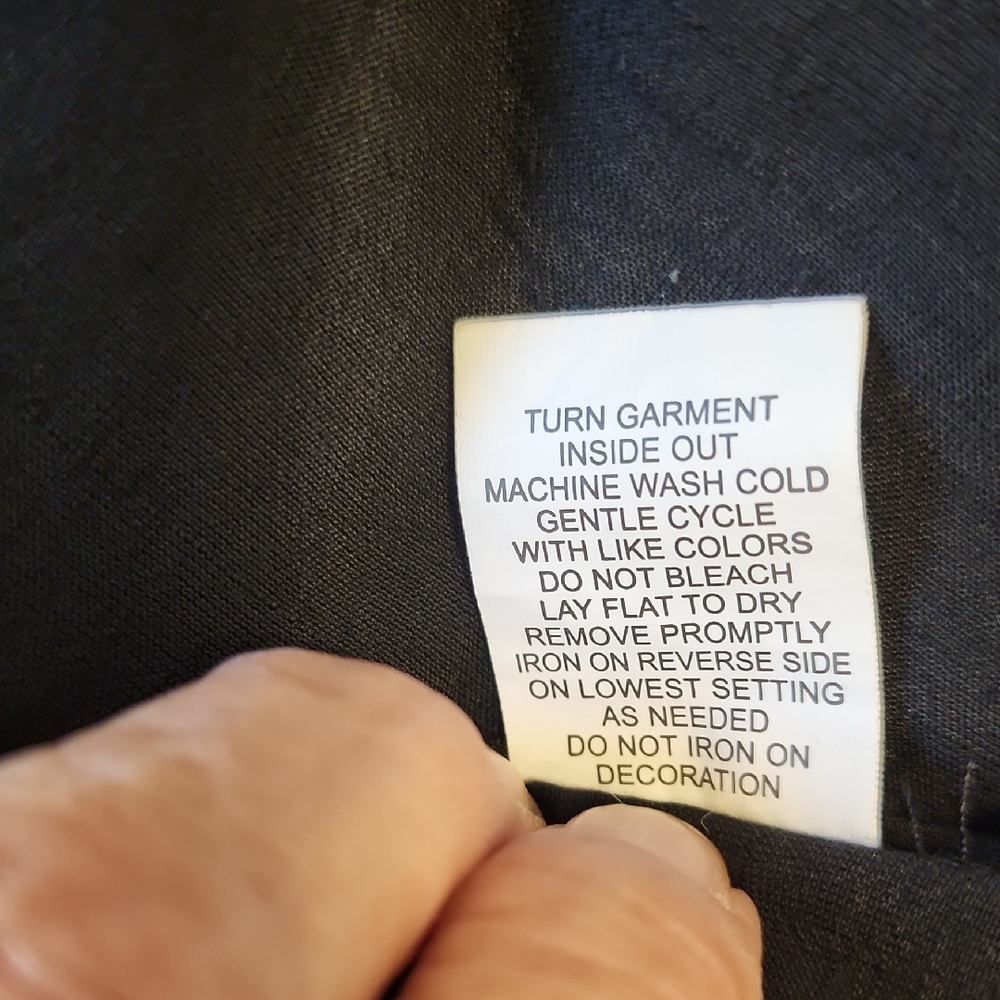 TURN GARMENT
INSIDE OUT
MACHINE WASH COLD
GENTLE CYCLE
WITH LIKE COLORS
DO NOT BLEACH
LAY FLAT TO DRY
REMOVE PROMPTLY
IRON ON REVERSE SIDE
ON LOWEST SETTING
AS NEEDED
DO NOT IRON ON
DECORATION